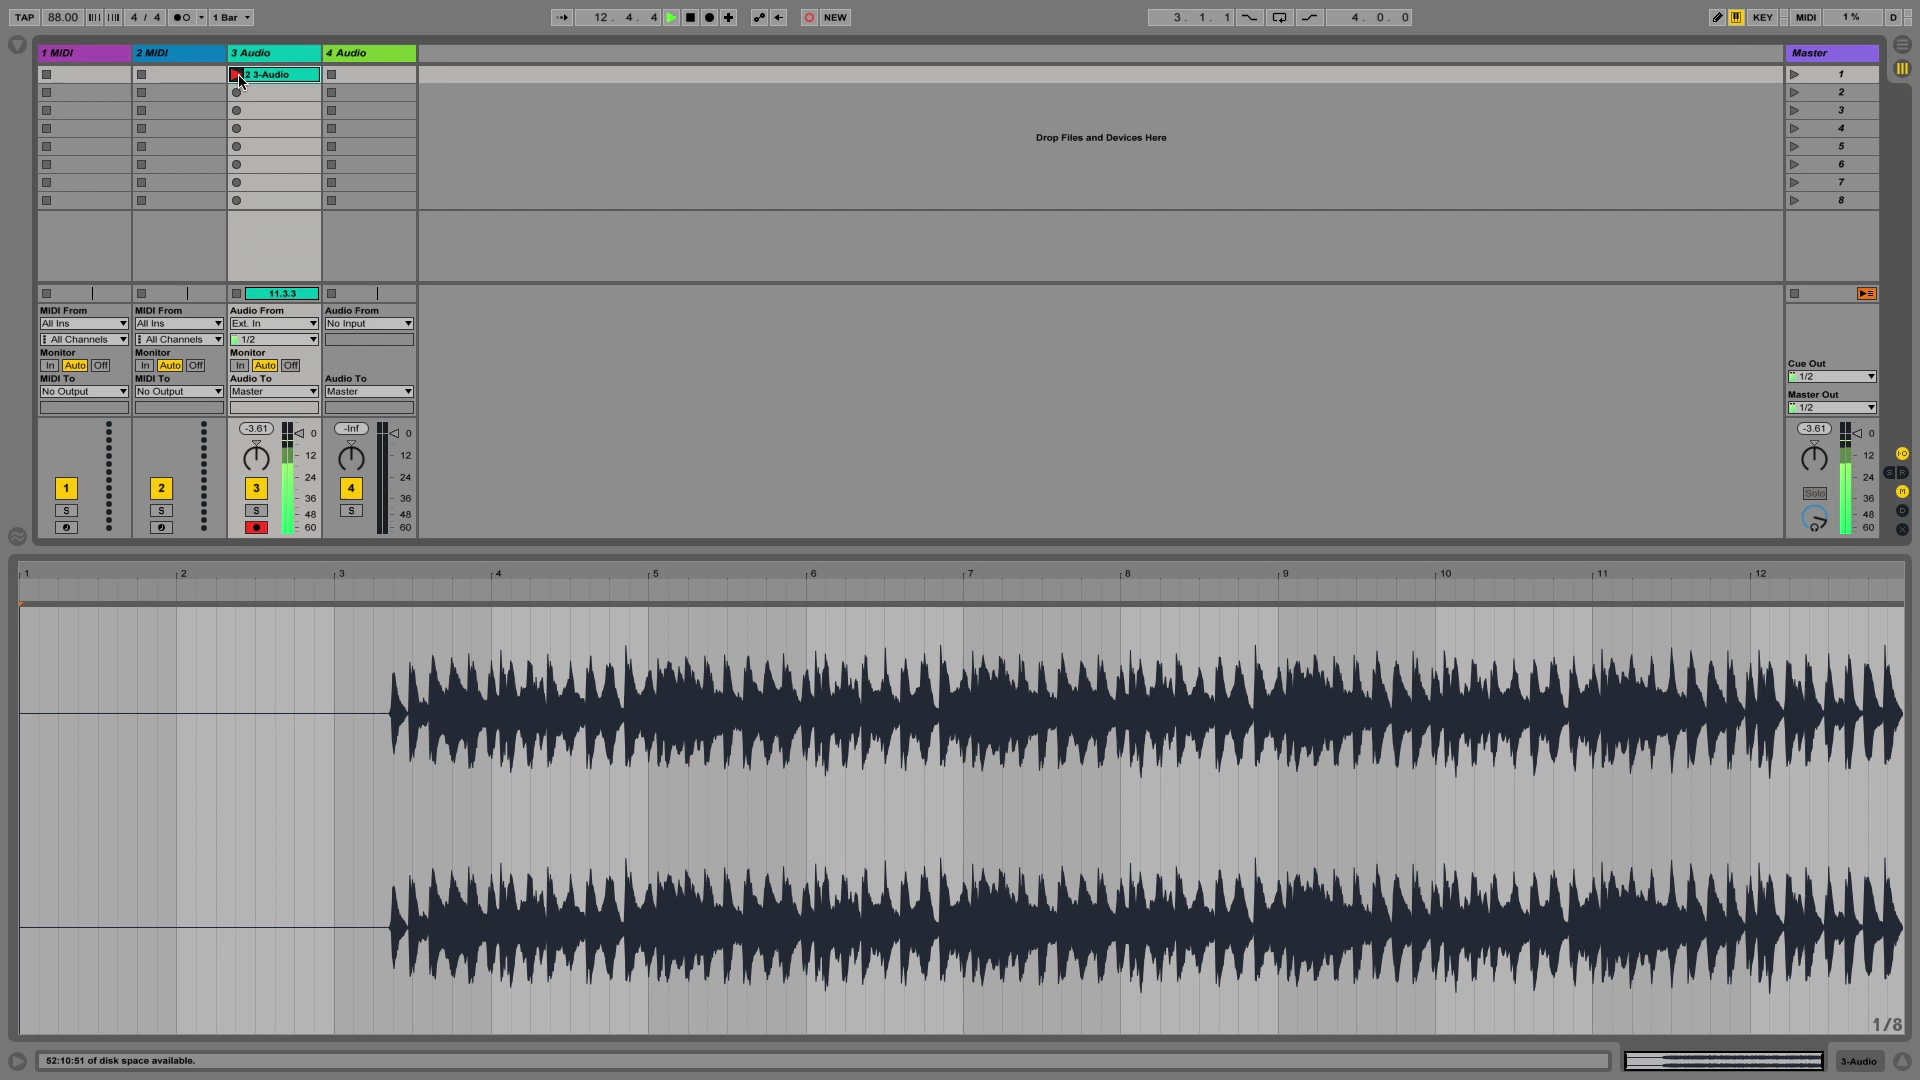 TAP 88.00 4 / 4 1 Bar 12. 4. 4 NEW 3. 1. 1 4. 0. 0 KEY MIDI 1 % D
1 MIDI 2 MIDI 3 Audio 4 Audio Master
2 3-Audio 1
2
3
Drop Files and Devices Here
4
5
6
7
8
11.3.3
MIDI From MIDI From Audio From Audio From
All Ins All Ins Ext. In No Input
All Channels All Channels 1/2
Monitor Monitor Monitor
In Auto Off In Auto Off In Auto Off Cue Out
MIDI To MIDI To Audio To Audio To 1/2
No Output No Output Master Master Master Out
1/2
-3.61 0 -Inf 0 -3.61 0
12 12 12
24 24 24
1 2 3 36 4 36 Solo 36
S S S 48 S 48 48
60 60 60
I-O
S R
M
D
X
1 2 3 4 5 6 7 8 9 10 11 12
1/8
52:10:51 of disk space available. 3-Audio